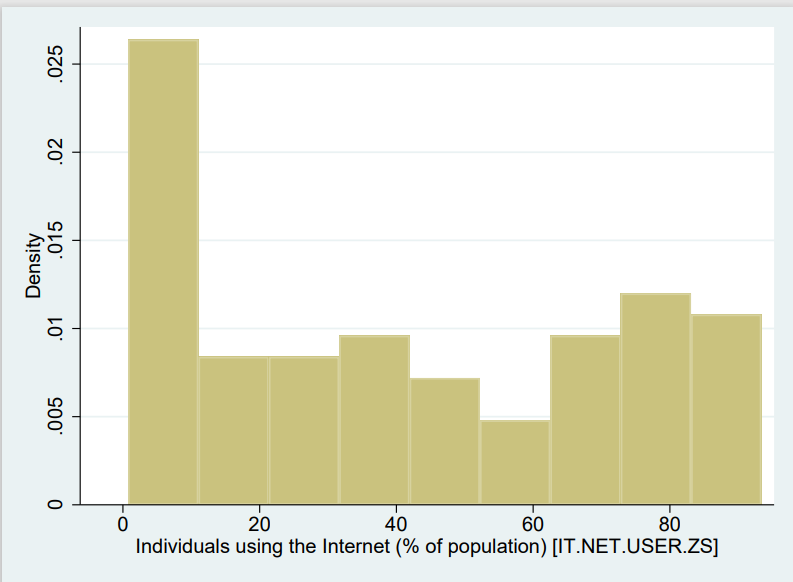 Density
.025
.02
.015
.01
.005
0
0 20 40 60 80
Individuals using the Internet (% of population) [IT.NET.USER.ZS]